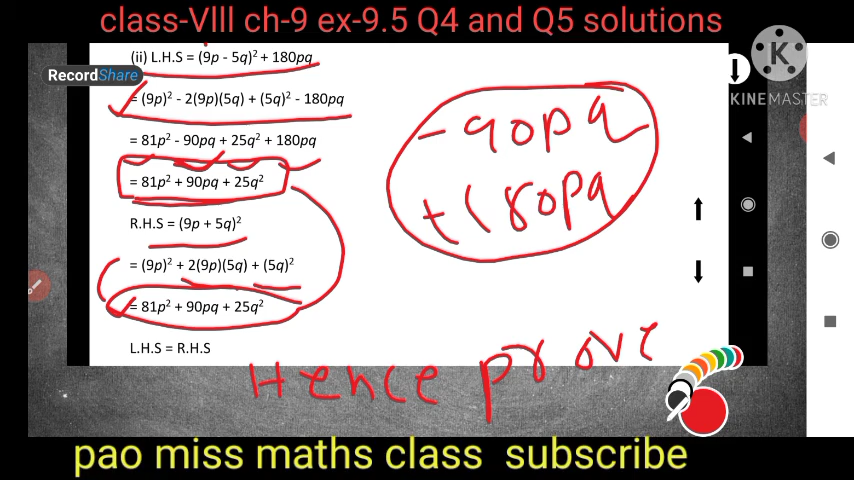 class-Vlll ch-9 ex-9.5 Q4 and Q5 solutions
(ii) L.H.S = (9p - 5q)² + 180pq
RecordShare
= (9p)² - 2(9p)(5q) + (5q)² - 180pq
= 81p² - 90pq + 25q² + 180pq
= 81p² + 90pq + 25q²
R.H.S = (9p + 5q)²
= (9p)² + 2(9p)(5q) + (5q)²
= 81p² + 90pq + 25q²
L.H.S = R.H.S
- 90pq
+180pq
Hence prove
K
KINEMASTER
pao miss maths class subscribe